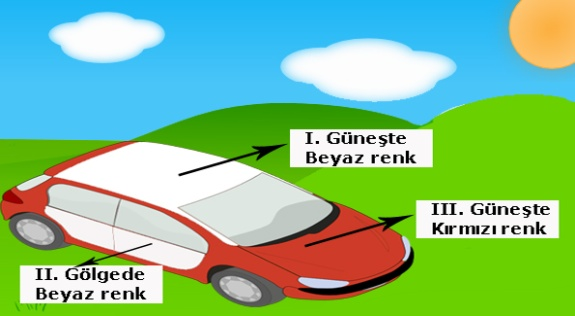 I. Güneşte
Beyaz renk
III. Güneşte
Kırmızı renk
II. Gölgede
Beyaz renk